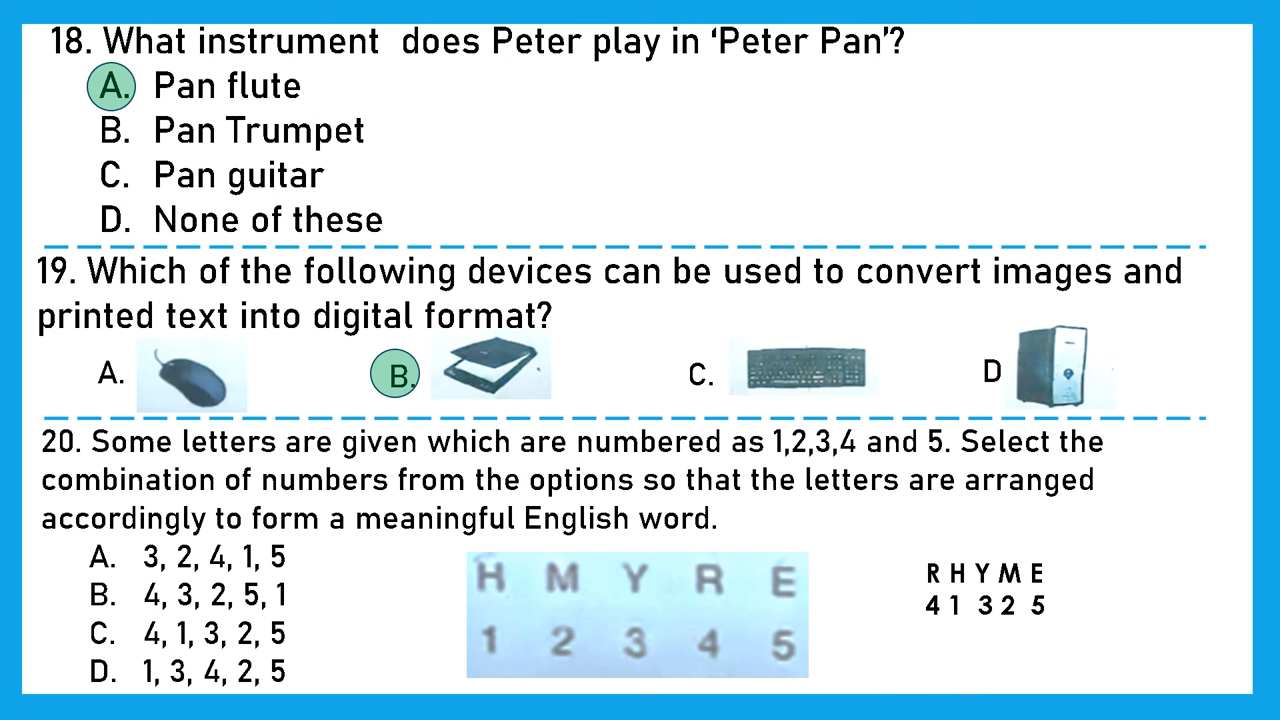 18. What instrument does Peter play in ‘Peter Pan’?
A. Pan flute
B. Pan Trumpet
C. Pan guitar
D. None of these
19. Which of the following devices can be used to convert images and
printed text into digital format?
A. B. C. D
20. Some letters are given which are numbered as 1,2,3,4 and 5. Select the
combination of numbers from the options so that the letters are arranged
accordingly to form a meaningful English word.
A. 3, 2, 4, 1, 5
B. 4, 3, 2, 5, 1
C. 4, 1, 3, 2, 5
D. 1, 3, 4, 2, 5
H M Y R E
1 2 3 4 5
R H Y M E
4 1 3 2 5